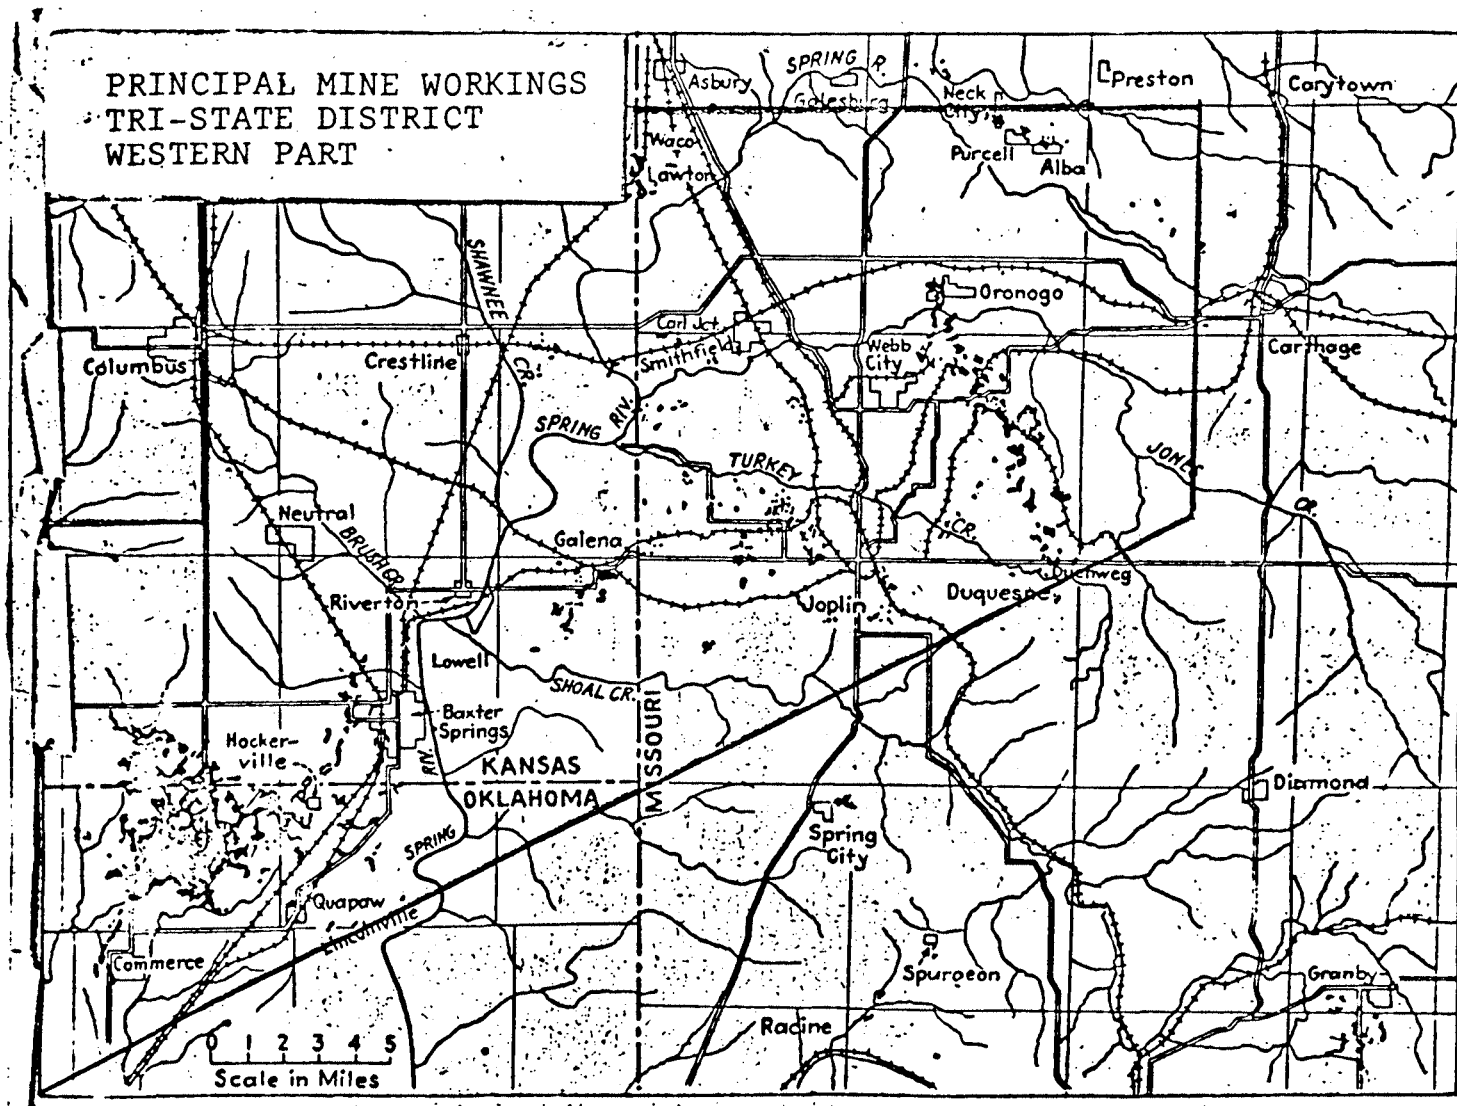 PRINCIPAL MINE WORKINGS
TRI-STATE DISTRICT
WESTERN PART
Asbury
SPRING R.
Galesburg
Neck
City
Preston
Carytown
Waco
Purcell
Alba
Lawton
SHAWNEE
CR.
Oronogo
Carl Jct.
Smithfield
Webb
City
Columbus
Crestline
Carthage
SPRING RIV.
TURKEY
CR.
JONES
CR.
Neutral
BRUSH CR.
Galena
Riverton
Joplin
Duenweg
Duquesne
Lowell
SHOAL CR.
Baxter
Springs
RIV.
Hocker-
ville
KANSAS
OKLAHOMA
MISSOURI
Diamond
SPRING
Spring
City
Quapaw
Lincolnville
Commerce
Spurgeon
Granby
Racine
0 1 2 3 4 5
Scale in Miles